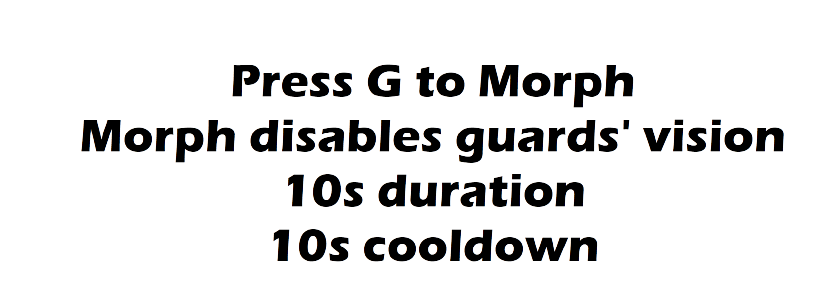 Press G to Morph
Morph disables guards' vision
10s duration
10s cooldown